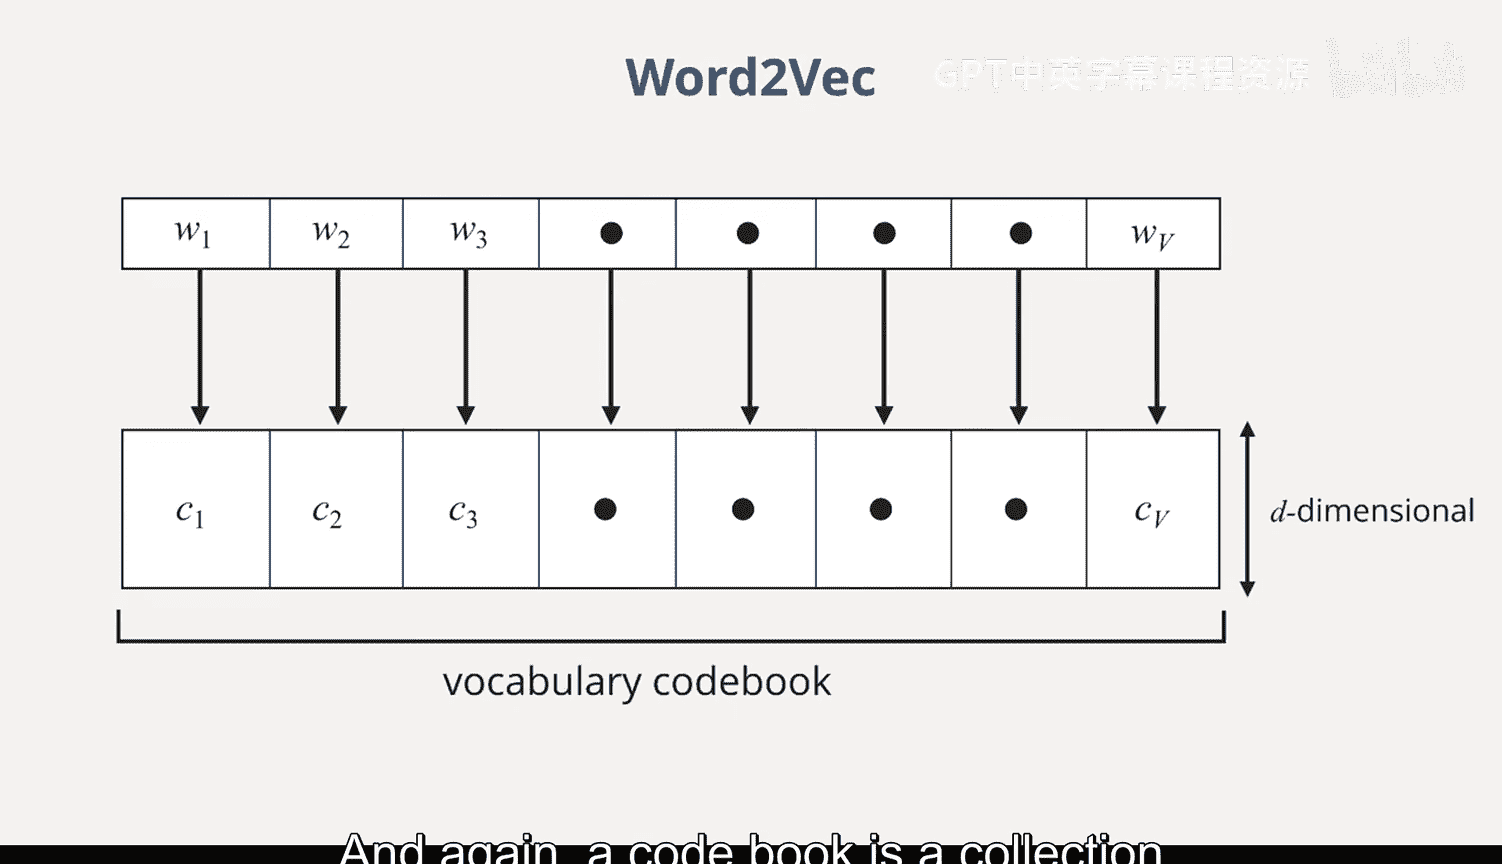 Word2Vec
GPT中英字幕课程资源
w1 w2 w3 ● ● ● ● wV
c1 c2 c3 ● ● ● ● cV
d-dimensional
vocabulary codebook
And again, a code book is a collection